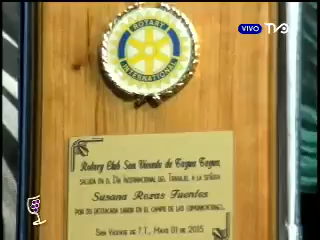 VIVO TV
ROTARY
INTERNATIONAL
Rotary Club San Vicente de Tagua Tagua,
SALUDA EN EL DIA INTERNACIONAL DEL TRABAJO, A LA SEÑORA
Susana Rozas Fuentes
POR SU DESTACADA LABOR EN EL CAMPO DE LAS COMUNICACIONES.
SAN VICENTE DE T.T., MAYO 01 DE 2015